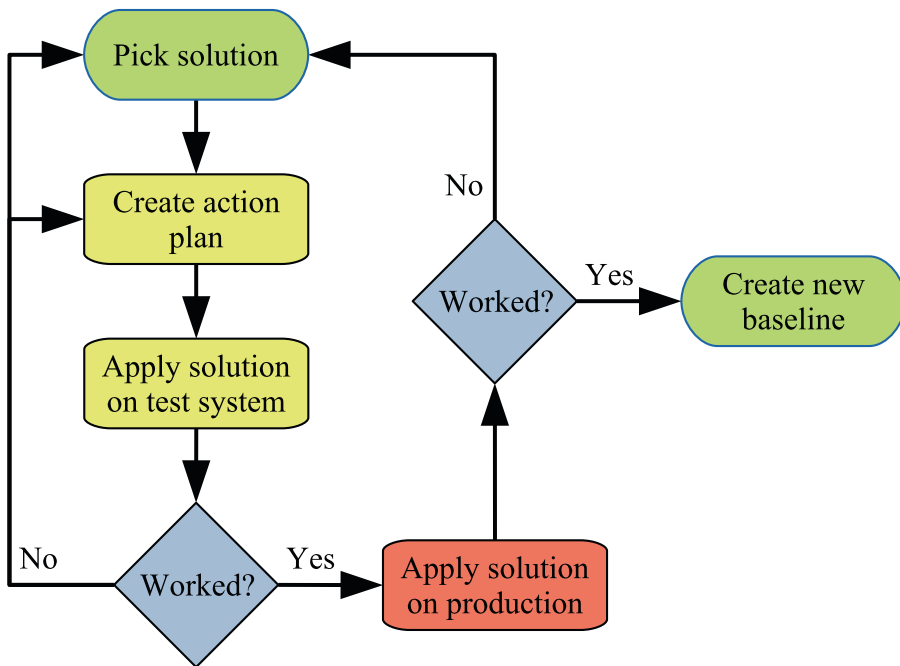 Pick solution
Create action
plan
Apply solution
on test system
Worked?
No
Yes
Apply solution
on production
Worked?
No
Yes
Create new
baseline